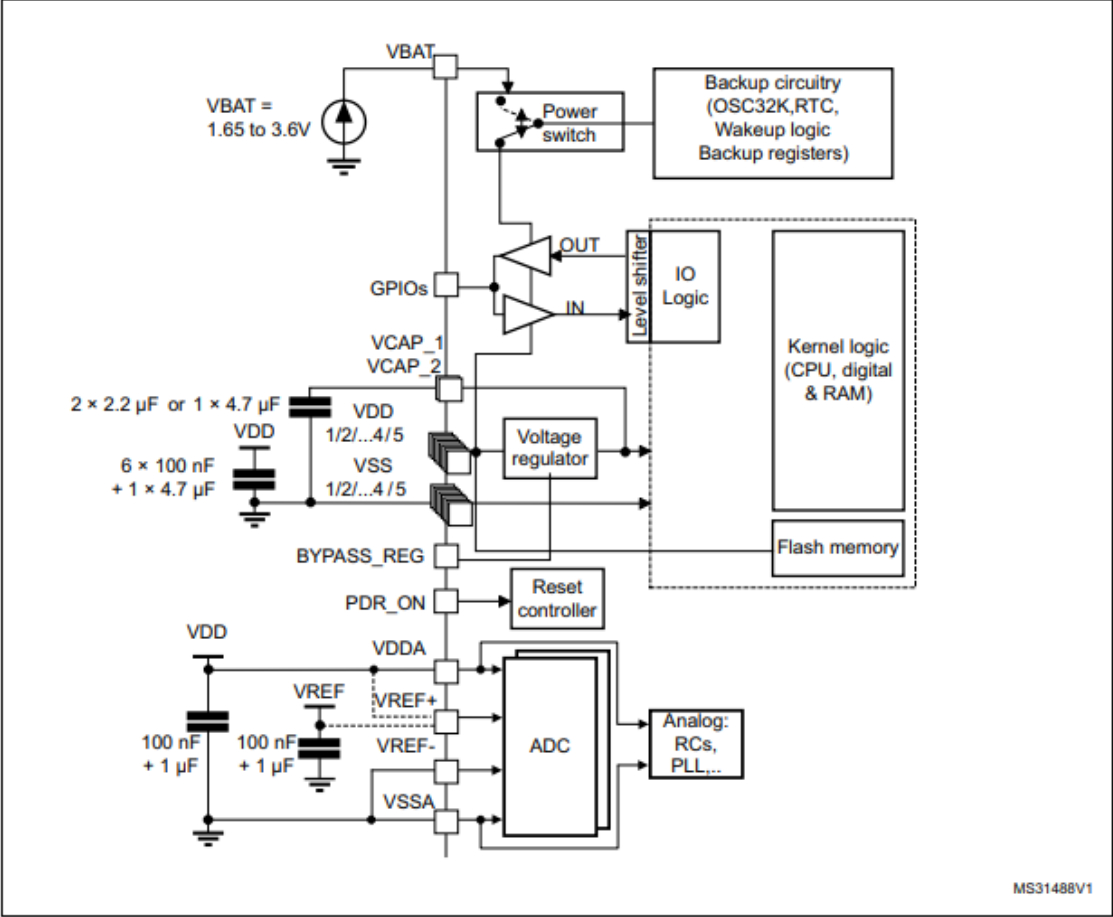 VBAT
VBAT =
1.65 to 3.6V
Power
switch
Backup circuitry
(OSC32K,RTC,
Wakeup logic
Backup registers)
GPIOs
OUT
IN
Level shifter
IO
Logic
Kernel logic
(CPU, digital
& RAM)
VCAP_1
VCAP_2
2 × 2.2 µF or 1 × 4.7 µF
VDD
1/2/...4/5
VDD
6 × 100 nF
+ 1 × 4.7 µF
VSS
1/2/...4/5
Voltage
regulator
BYPASS_REG
Flash memory
PDR_ON
Reset
controller
VDD
VDDA
VREF
VREF+
100 nF
+ 1 µF
100 nF
+ 1 µF
VREF-
VSSA
ADC
Analog:
RCs,
PLL,..
MS31488V1